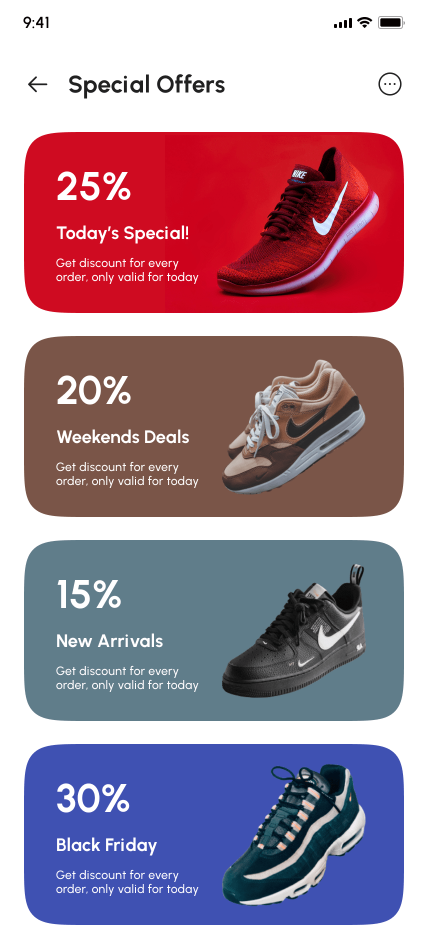 9:41
Special Offers
25%
Today’s Special!
Get discount for every
order, only valid for today
NIKE
20%
Weekends Deals
Get discount for every
order, only valid for today
15%
New Arrivals
Get discount for every
order, only valid for today
30%
Black Friday
Get discount for every
order, only valid for today